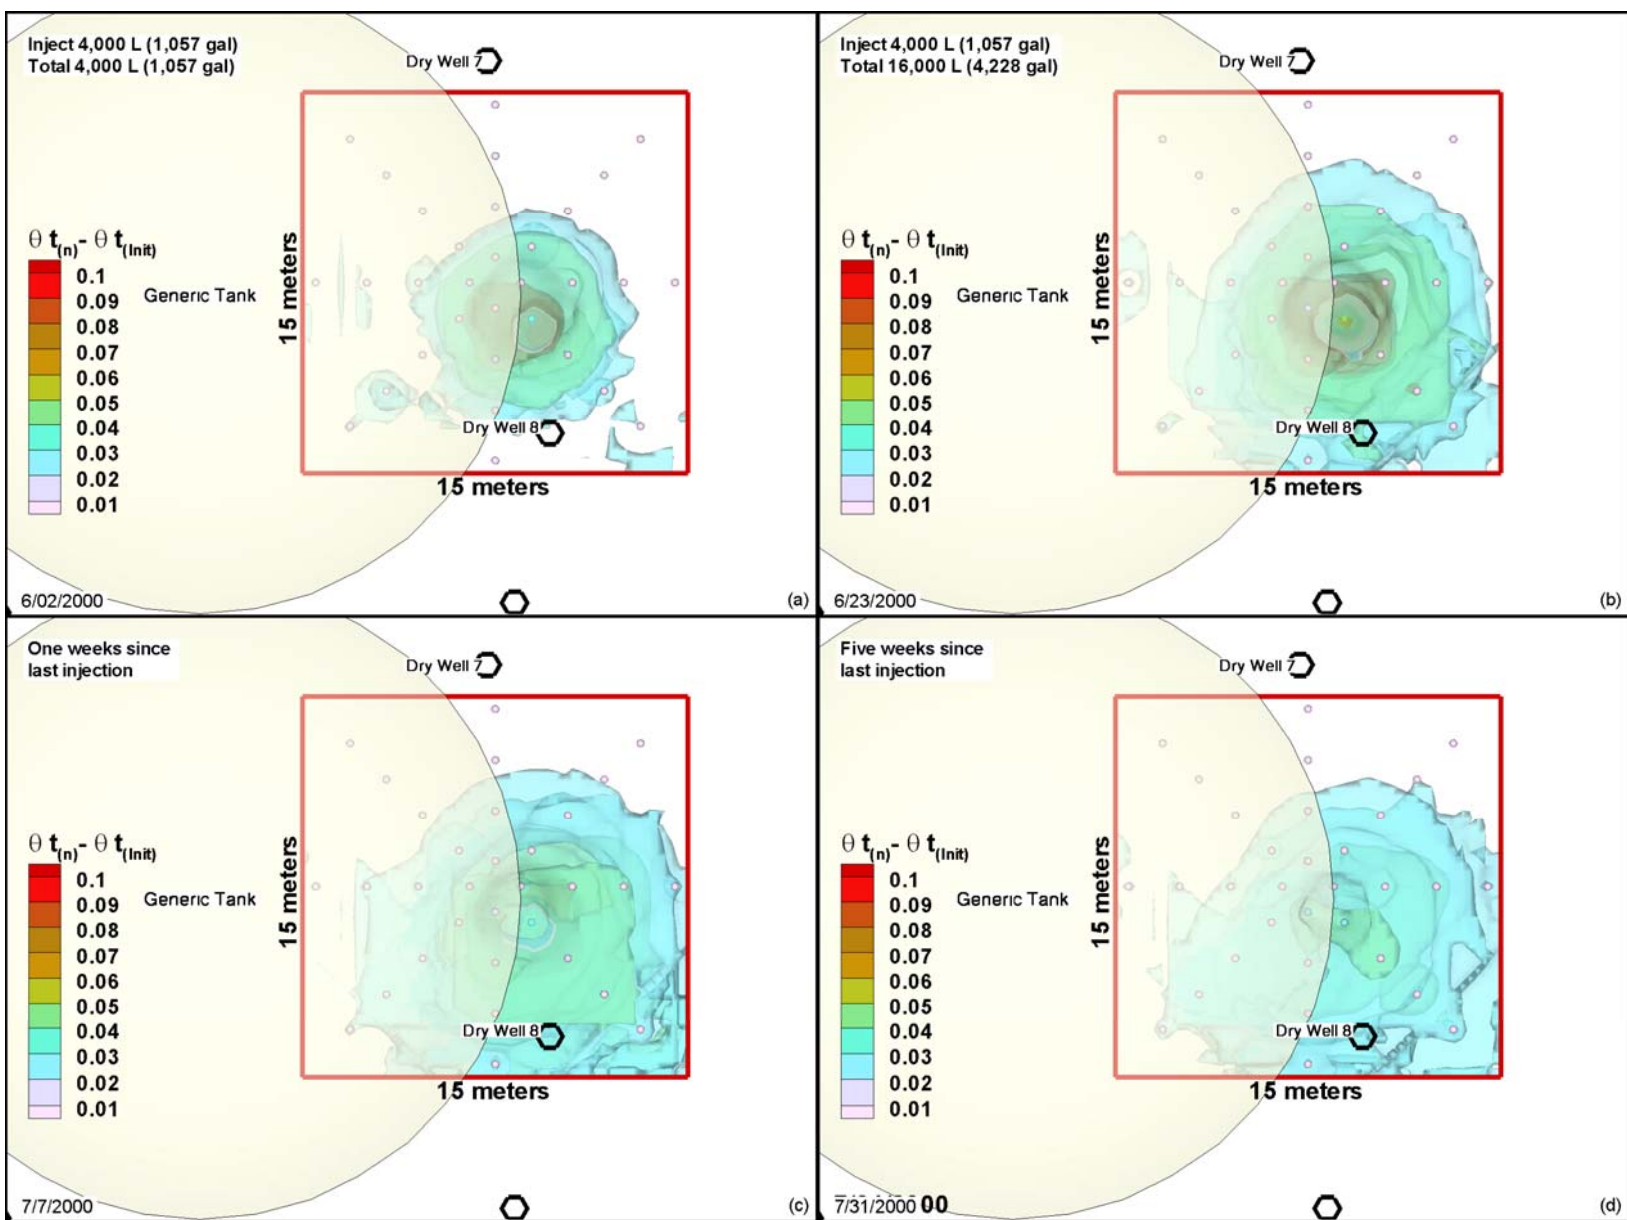 Inject 4,000 L (1,057 gal)
Total 4,000 L (1,057 gal)
Dry Well 7
θ t(n)- θ t(Init)
0.1
0.09
0.08
0.07
0.06
0.05
0.04
0.03
0.02
0.01
Generic Tank
15 meters
Dry Well 8
15 meters
6/02/2000
(a)
Inject 4,000 L (1,057 gal)
Total 16,000 L (4,228 gal)
Dry Well 7
θ t(n)- θ t(Init)
0.1
0.09
0.08
0.07
0.06
0.05
0.04
0.03
0.02
0.01
Generic Tank
15 meters
Dry Well 8
15 meters
6/23/2000
(b)
One weeks since
last injection
Dry Well 7
θ t(n)- θ t(Init)
0.1
0.09
0.08
0.07
0.06
0.05
0.04
0.03
0.02
0.01
Generic Tank
15 meters
Dry Well 8
15 meters
7/7/2000
(c)
Five weeks since
last injection
Dry Well 7
θ t(n)- θ t(Init)
0.1
0.09
0.08
0.07
0.06
0.05
0.04
0.03
0.02
0.01
Generic Tank
15 meters
Dry Well 8
15 meters
7/31/2000
(d)